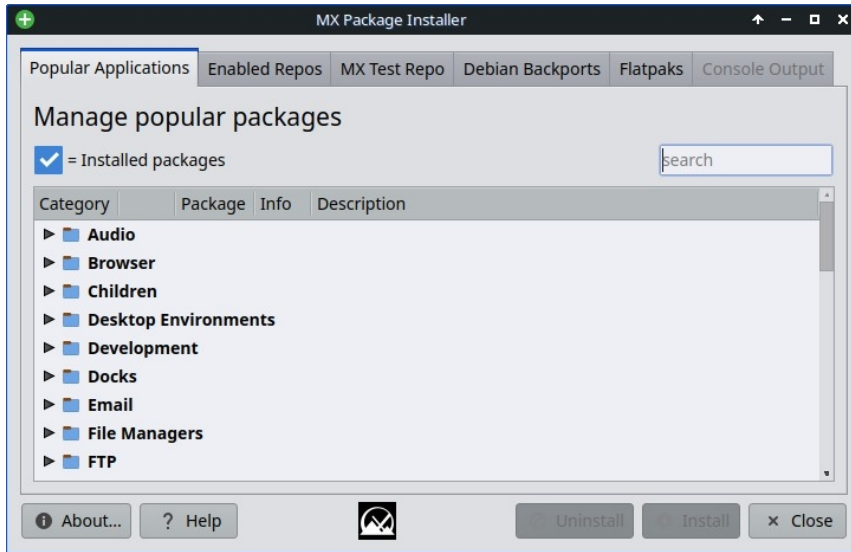 MX Package Installer
Popular Applications Enabled Repos MX Test Repo Debian Backports Flatpaks Console Output
Manage popular packages
= Installed packages search
Category Package Info Description
Audio
Browser
Children
Desktop Environments
Development
Docks
Email
File Managers
FTP
About... ? Help Uninstall Install Close